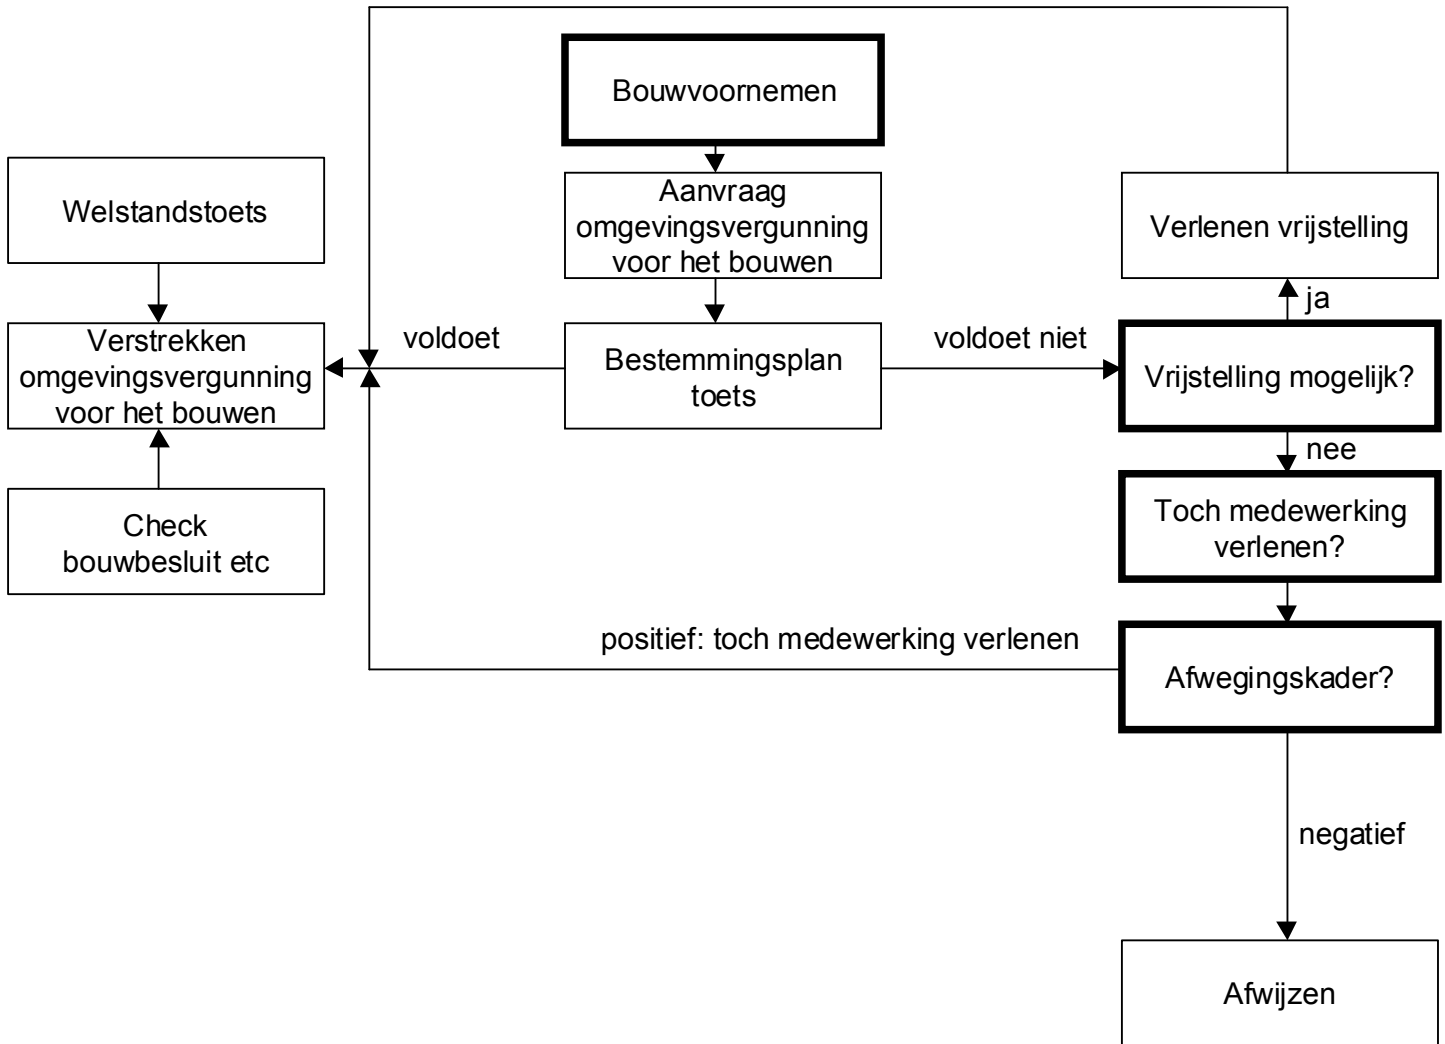 Bouwvoornemen
Welstandstoets
Aanvraag
omgevingsvergunning
voor het bouwen
Verlenen vrijstelling
ja
Verstrekken
omgevingsvergunning
voor het bouwen
voldoet
Bestemmingsplan
toets
voldoet niet
Vrijstelling mogelijk?
nee
Check
bouwbesluit etc
Toch medewerking
verlenen?
positief: toch medewerking verlenen
Afwegingskader?
negatief
Afwijzen